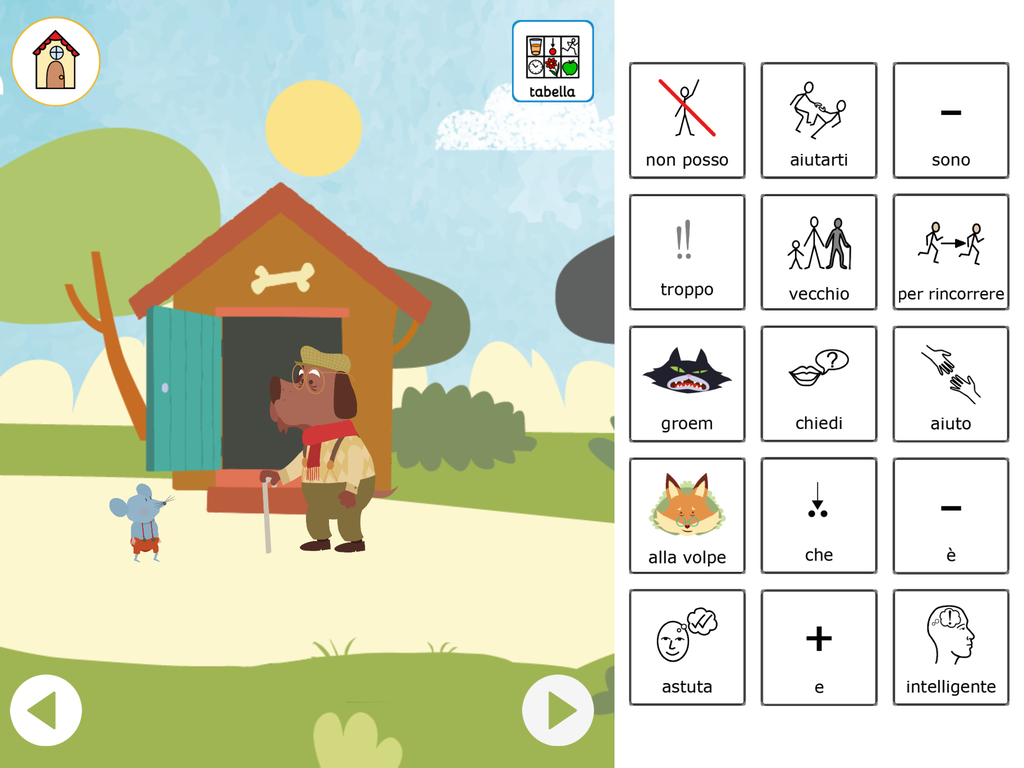 tabella
non posso
aiutarti
sono
troppo
vecchio
per rincorrere
groem
chiedi
aiuto
alla volpe
che
è
astuta
e
intelligente